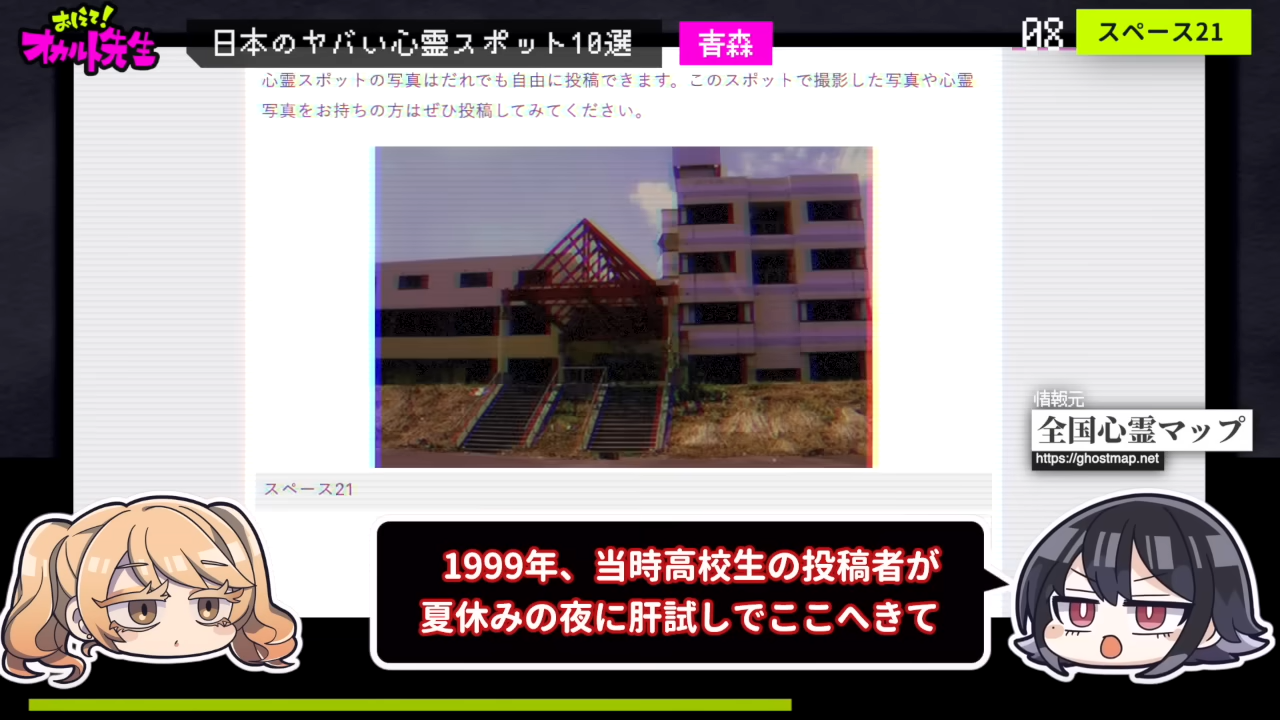 おしえて!
オカルト先生
日本のヤバい心霊スポット10選
青森
08
スペース21
心霊スポットの写真はだれでも自由に投稿できます。このスポットで撮影した写真や心霊
写真をお持ちの方はぜひ投稿してみてください。
情報元
全国心霊マップ
https://ghostmap.net
スペース21
1999年、当時高校生の投稿者が
夏休みの夜に肝試しでここへきて